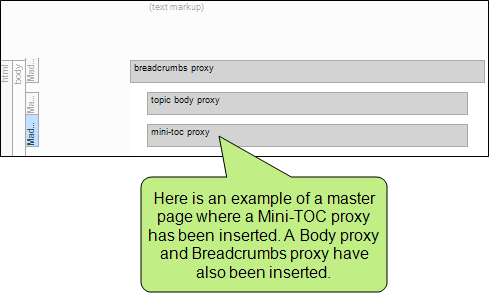 (text markup)
html
body
Mad...
breadcrumbs proxy
Ma...
topic body proxy
Mad...
mini-toc proxy
Here is an example of a master
page where a Mini-TOC proxy
has been inserted. A Body proxy
and Breadcrumbs proxy have
also been inserted.